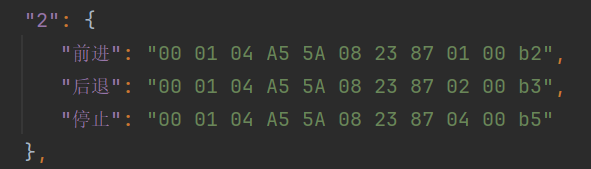 "2": {
"前进": "00 01 04 A5 5A 08 23 87 01 00 b2",
"后退": "00 01 04 A5 5A 08 23 87 02 00 b3",
"停止": "00 01 04 A5 5A 08 23 87 04 00 b5"
},